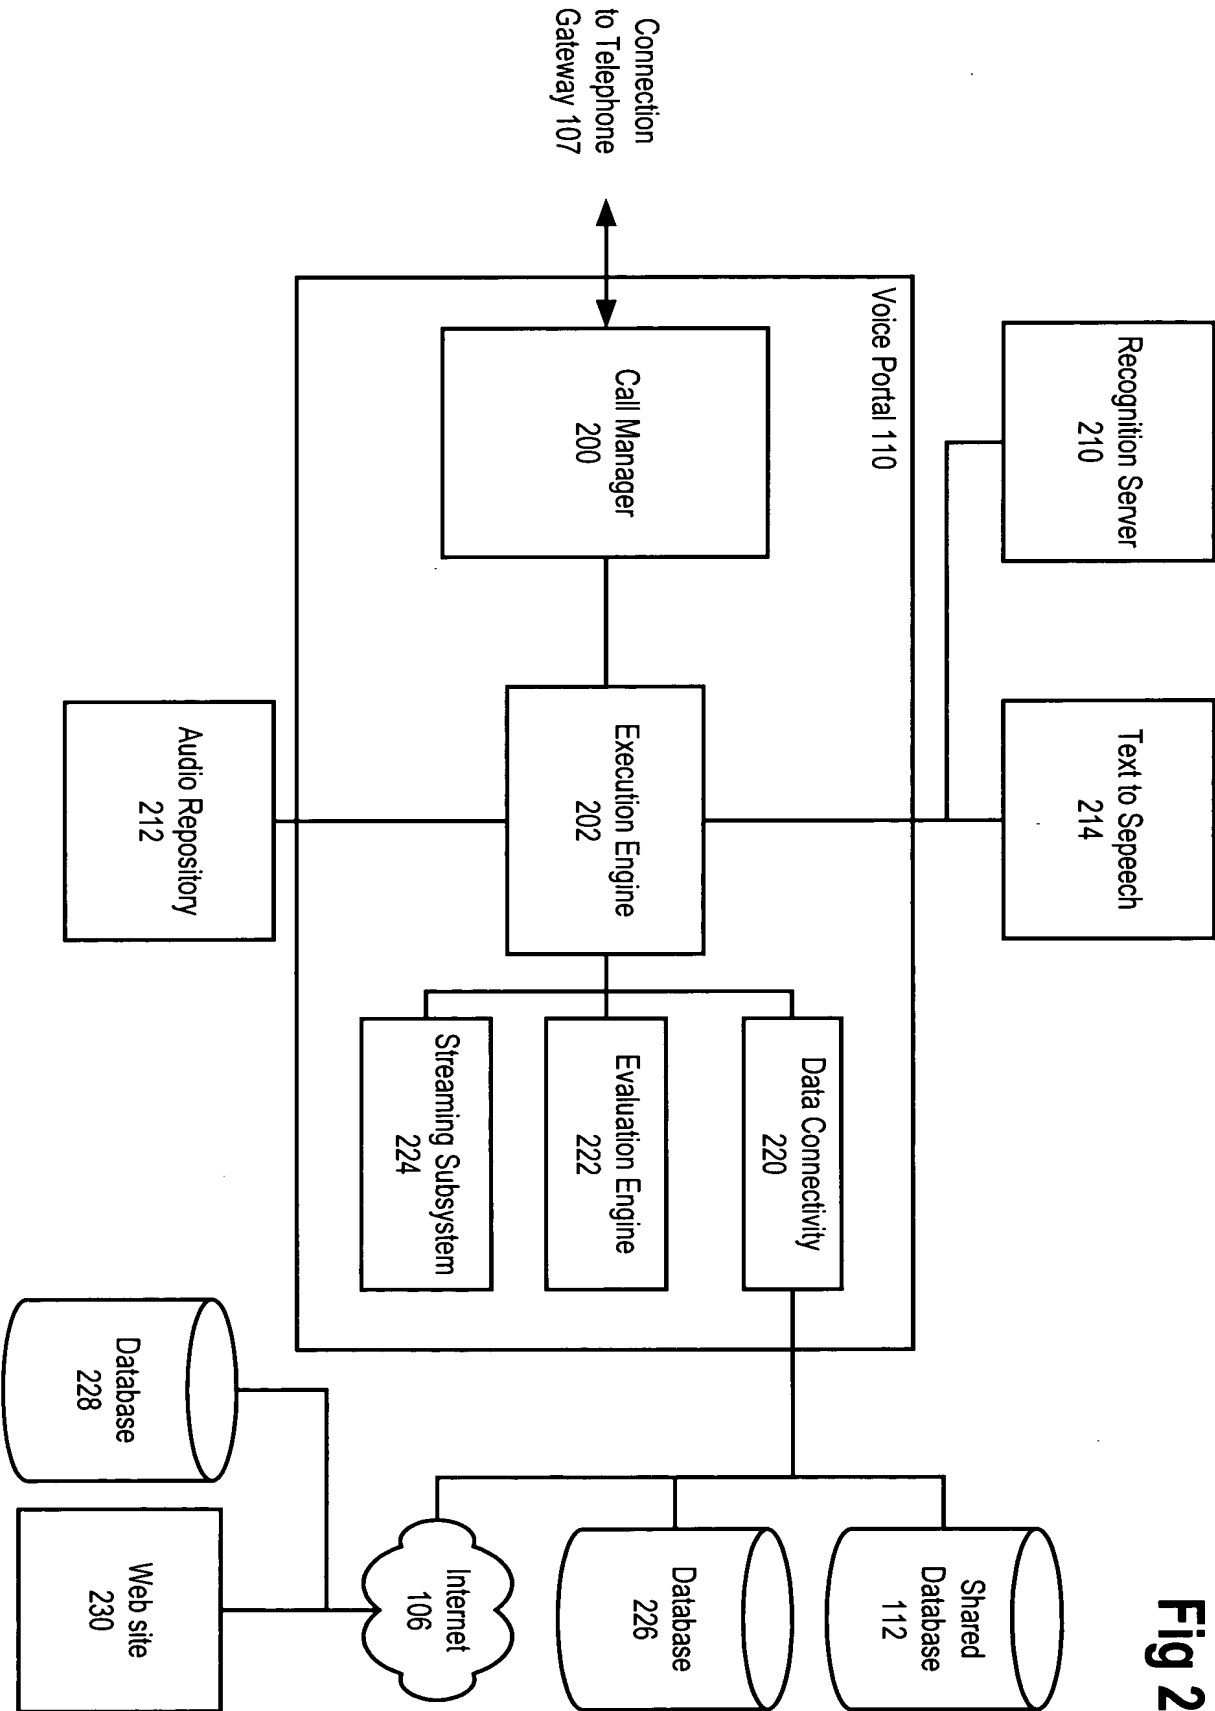 Fig 2
Recognition Server
210
Text to Sepeech
214
Voice Portal 110
Connection
to Telephone
Gateway 107
Call Manager
200
Execution Engine
202
Data Connectivity
220
Evaluation Engine
222
Streaming Subsystem
224
Shared
Database
112
Database
226
Internet
106
Audio Repository
212
Database
228
Web site
230